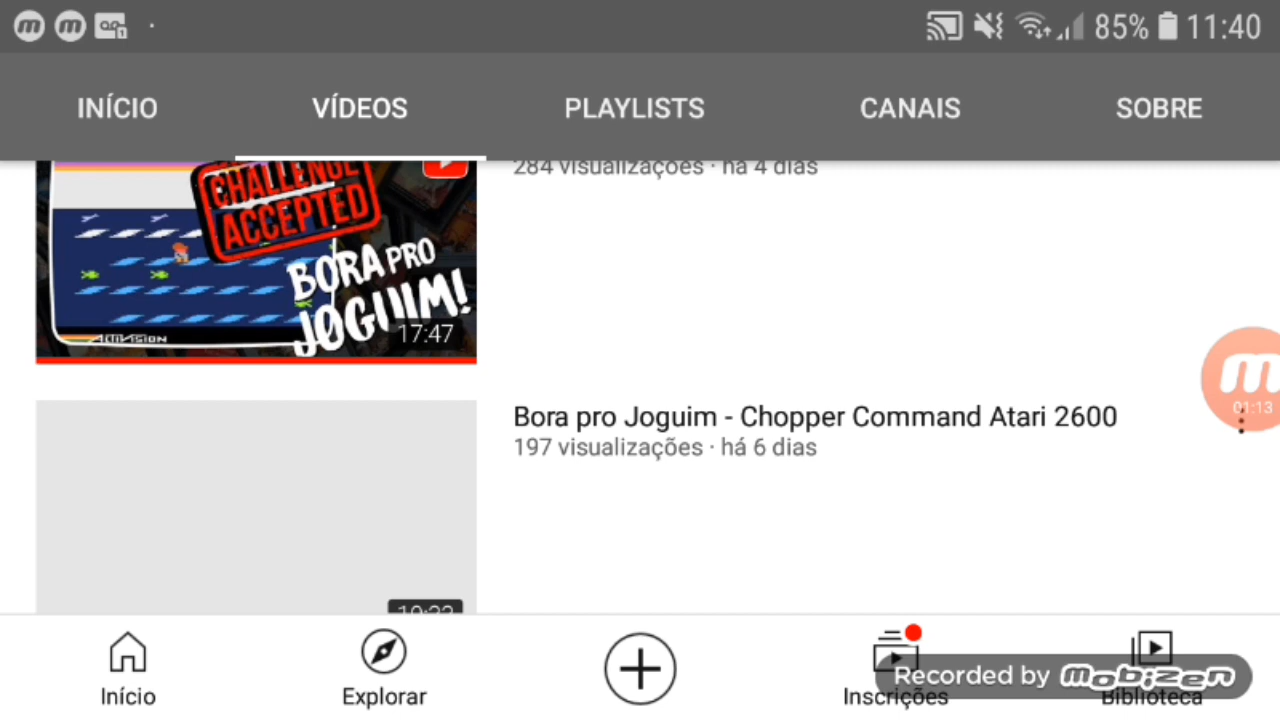 85% 11:40
INÍCIO VÍDEOS PLAYLISTS CANAIS SOBRE
284 visualizações · há 4 dias
CHALLENGE
ACCEPTED
BORA PRO
JOGUIM!
17:47
ACTIVISION
Bora pro Joguim - Chopper Command Atari 2600
197 visualizações · há 6 dias
01:13
Início Explorar Inscrições Biblioteca
Recorded by mobizen